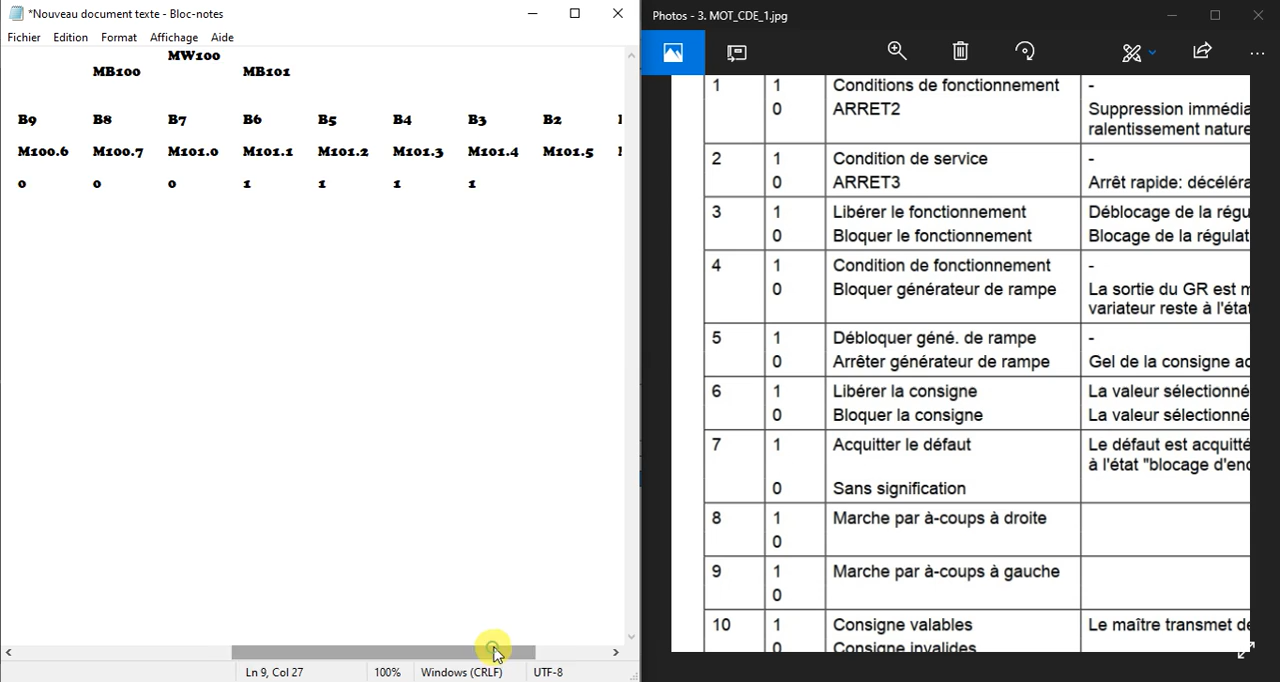 *Nouveau document texte - Bloc-notes
Fichier Edition Format Affichage Aide
MW100
MB100 MB101
B9 B8 B7 B6 B5 B4 B3 B2
M100.6 M100.7 M101.0 M101.1 M101.2 M101.3 M101.4 M101.5
0 0 0 1 1 1 1
Ln 9, Col 27 100% Windows (CRLF) UTF-8
Photos - 3. MOT_CDE_1.jpg
1 1 Conditions de fonctionnement -
0 ARRET2 Suppression immédia
ralentissement nature
2 1 Condition de service -
0 ARRET3 Arrêt rapide: décéléra
3 1 Libérer le fonctionnement Déblocage de la régu
0 Bloquer le fonctionnement Blocage de la régulat
4 1 Condition de fonctionnement -
0 Bloquer générateur de rampe La sortie du GR est m
variateur reste à l'éta
5 1 Débloquer géné. de rampe -
0 Arrêter générateur de rampe Gel de la consigne ac
6 1 Libérer la consigne La valeur sélectionné
0 Bloquer la consigne La valeur sélectionné
7 1 Acquitter le défaut Le défaut est acquitté
à l'état "blocage d'enc
0 Sans signification
8 1 Marche par à-coups à droite
0
9 1 Marche par à-coups à gauche
0
10 1 Consigne valables Le maître transmet de
0 Consigne invalides